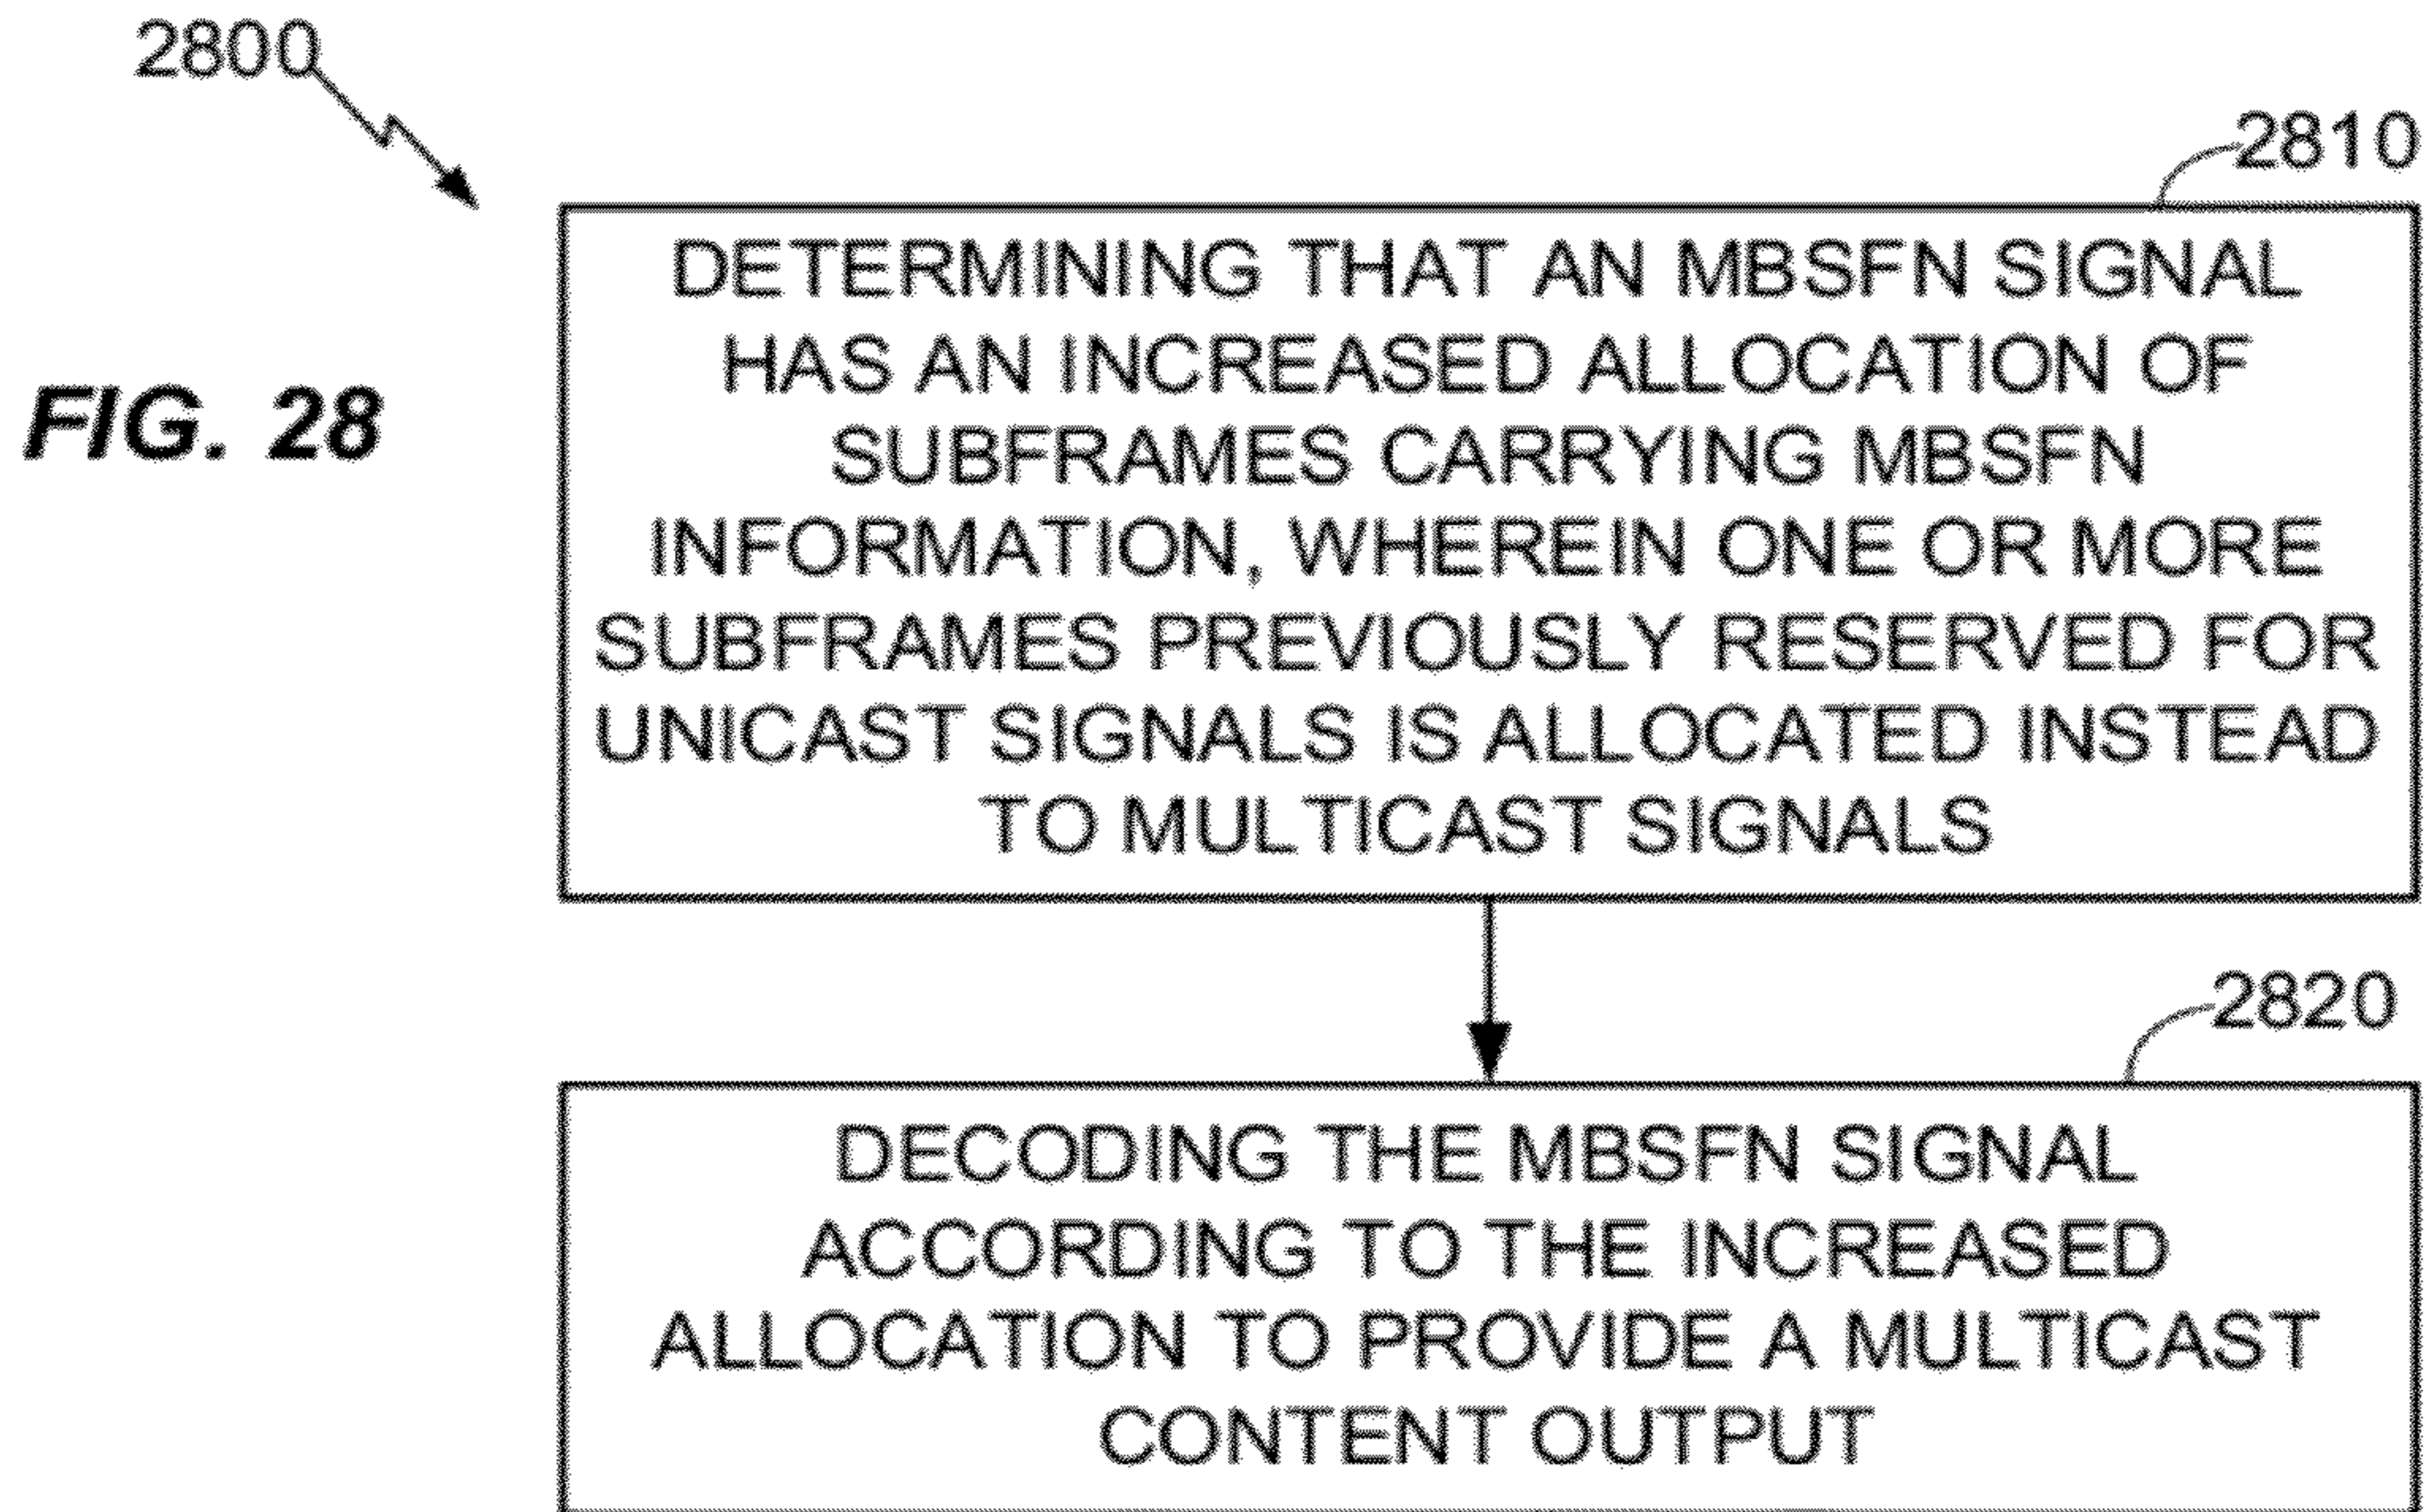 2800
2810
DETERMINING THAT AN MBSFN SIGNAL
HAS AN INCREASED ALLOCATION OF
SUBFRAMES CARRYING MBSFN
INFORMATION, WHEREIN ONE OR MORE
SUBFRAMES PREVIOUSLY RESERVED FOR
UNICAST SIGNALS IS ALLOCATED INSTEAD
TO MULTICAST SIGNALS
FIG. 28
2820
DECODING THE MBSFN SIGNAL
ACCORDING TO THE INCREASED
ALLOCATION TO PROVIDE A MULTICAST
CONTENT OUTPUT